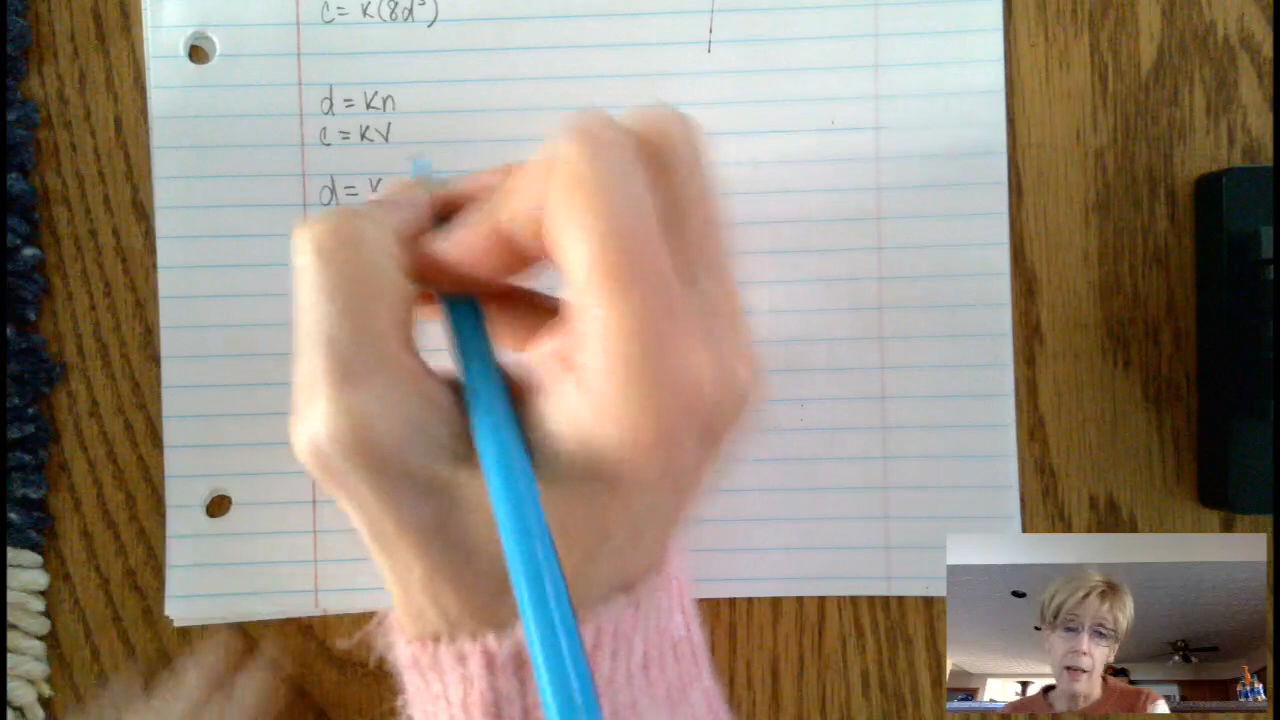 c = K(8d³)
d = Kn
c = KV
d = K